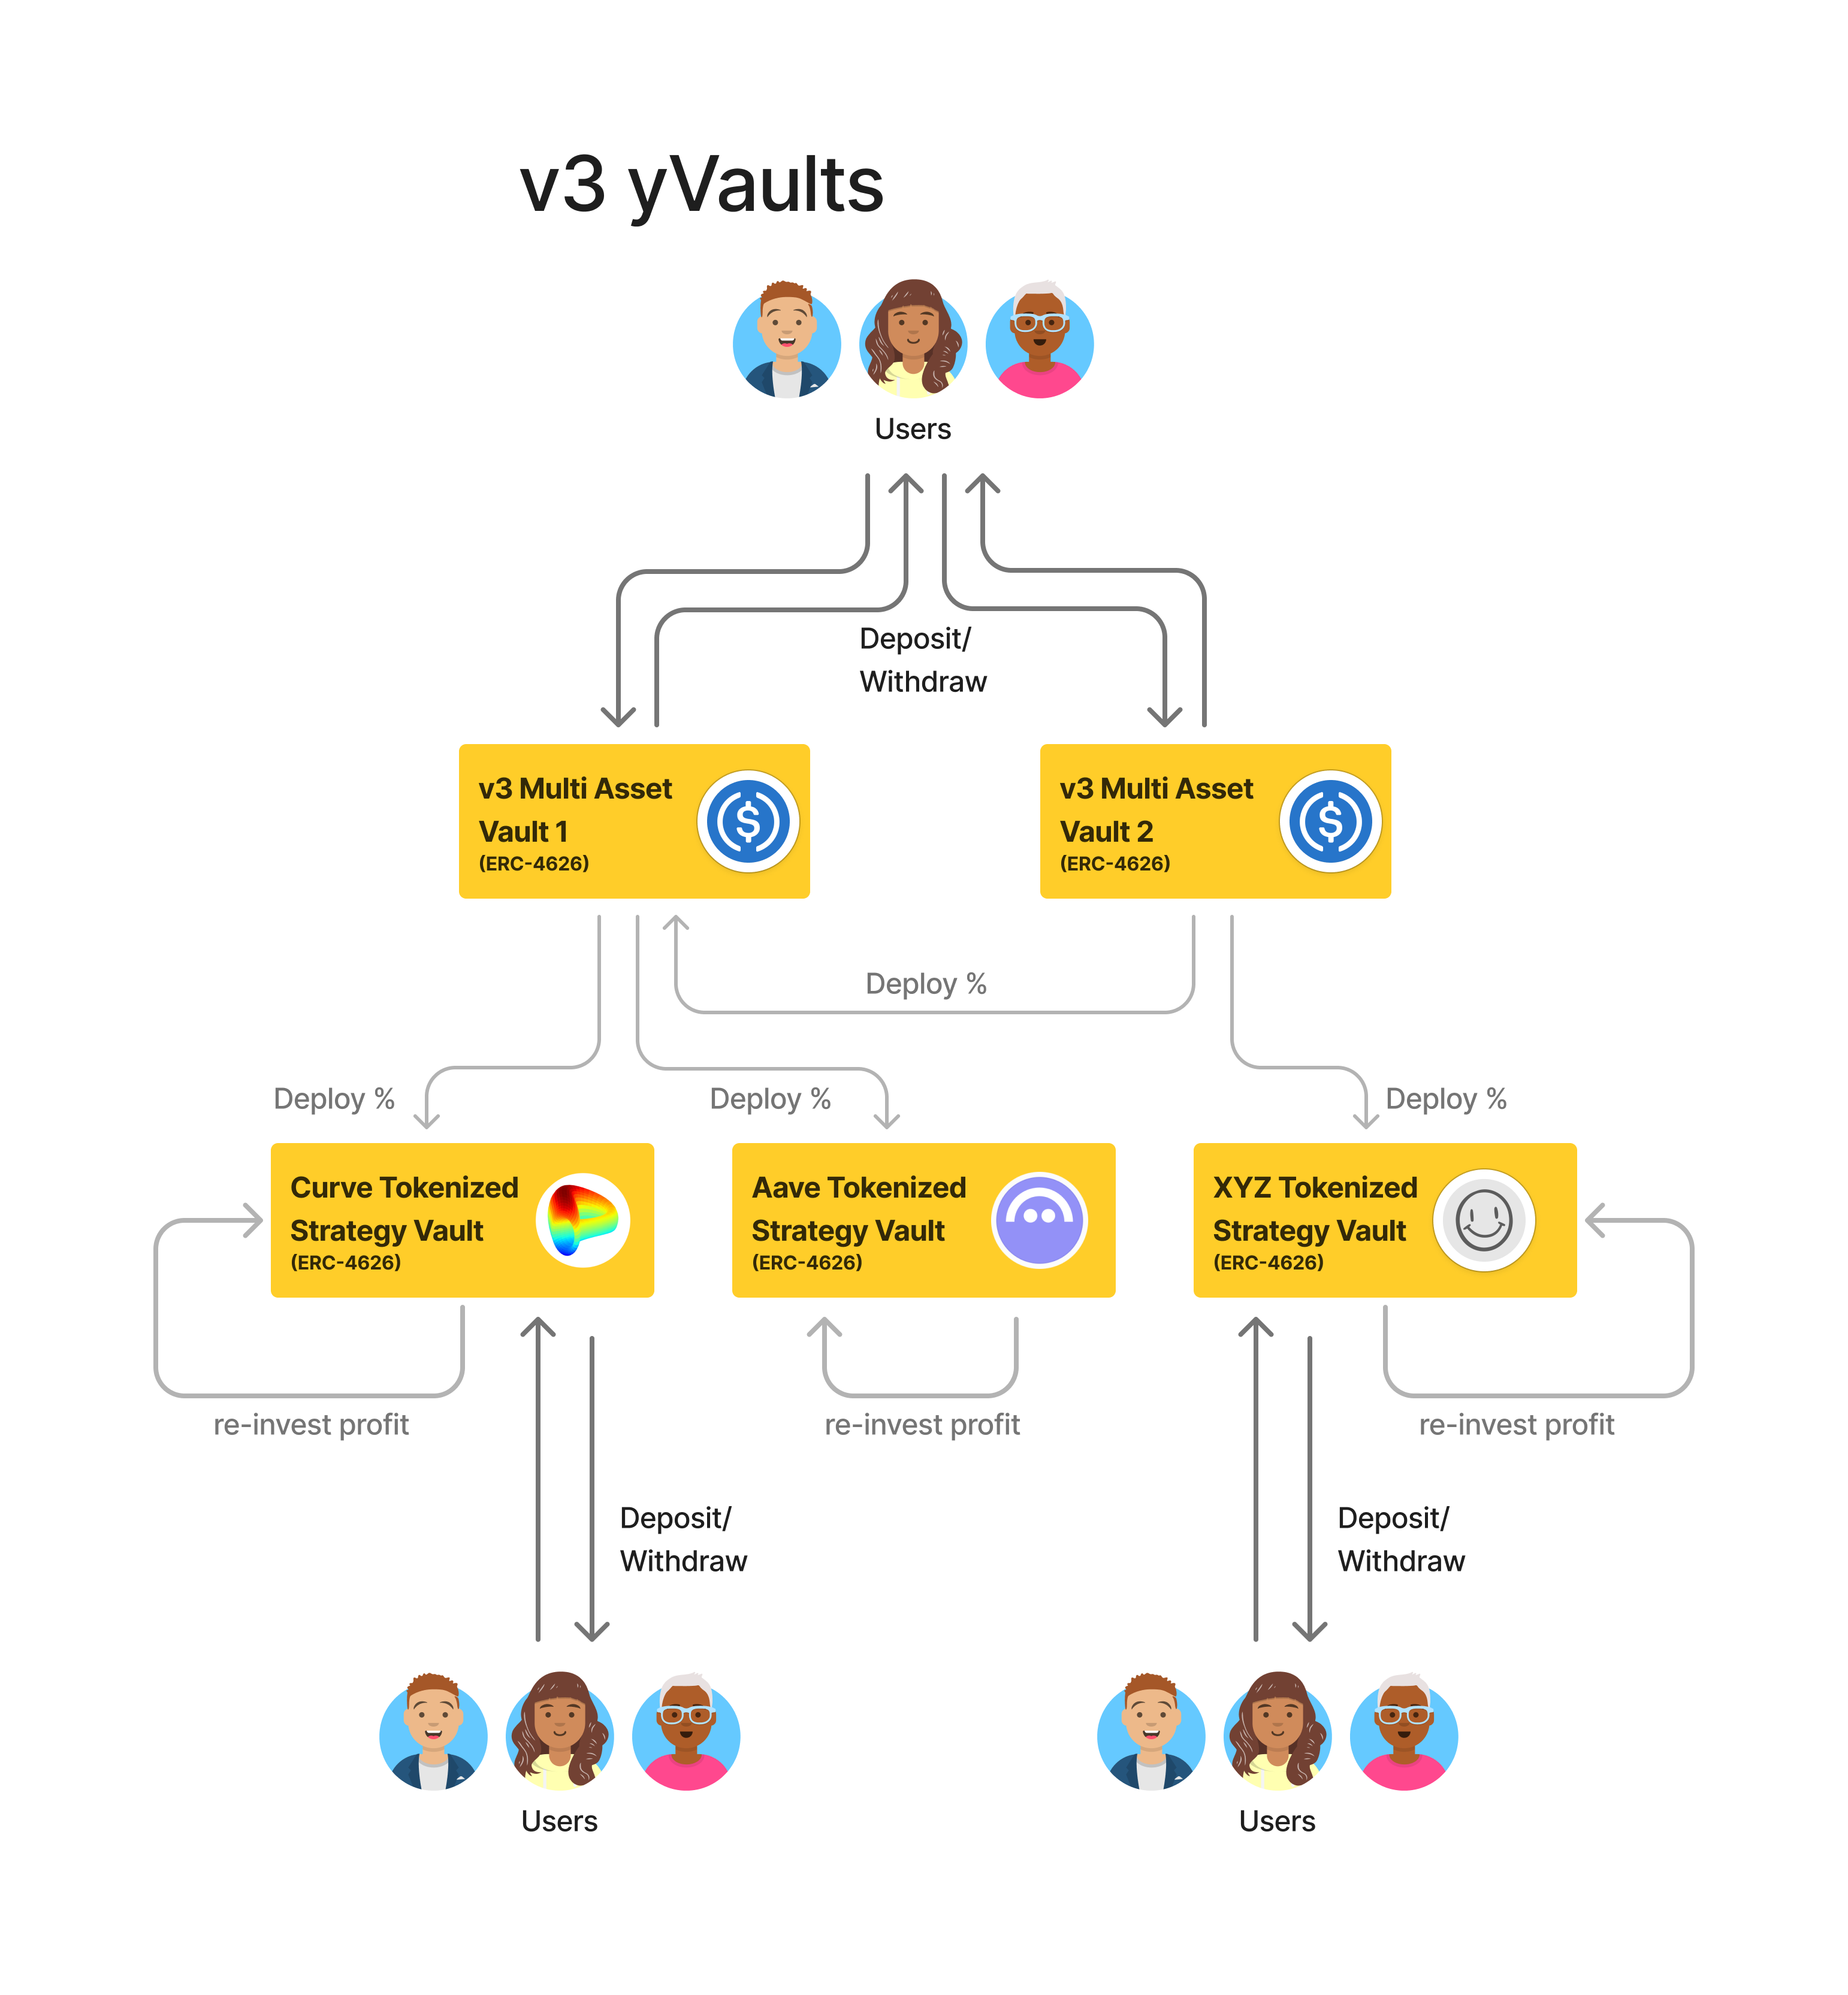 v3 yVaults
Users
Deposit/
Withdraw
v3 Multi Asset
Vault 1
(ERC-4626)
v3 Multi Asset
Vault 2
(ERC-4626)
Deploy %
Deploy %
Deploy %
Deploy %
Curve Tokenized
Strategy Vault
(ERC-4626)
Aave Tokenized
Strategy Vault
(ERC-4626)
XYZ Tokenized
Strategy Vault
(ERC-4626)
re-invest profit
re-invest profit
re-invest profit
Deposit/
Withdraw
Deposit/
Withdraw
Users
Users